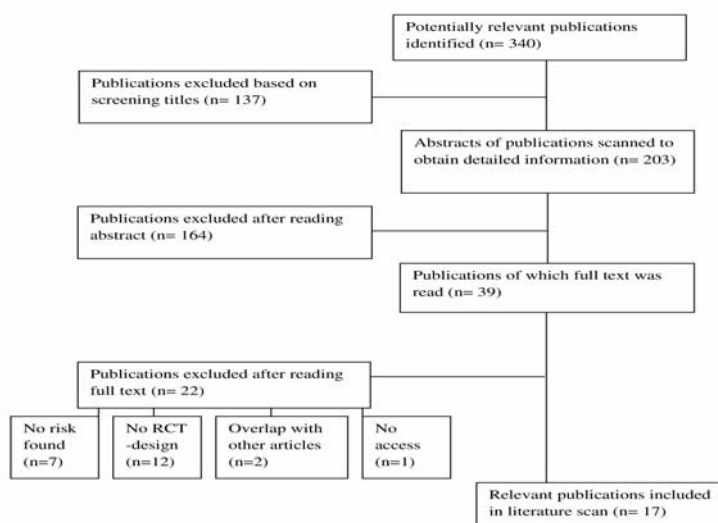 Potentially relevant publications
identified (n= 340)
Publications excluded based on
screening titles (n= 137)
Abstracts of publications scanned to
obtain detailed information (n= 203)
Publications excluded after reading
abstract (n= 164)
Publications of which full text was
read (n= 39)
Publications excluded after reading
full text (n= 22)
No risk
found
(n=7)
No RCT
-design
(n=12)
Overlap with
other articles
(n=2)
No
access
(n=1)
Relevant publications included
in literature scan (n= 17)